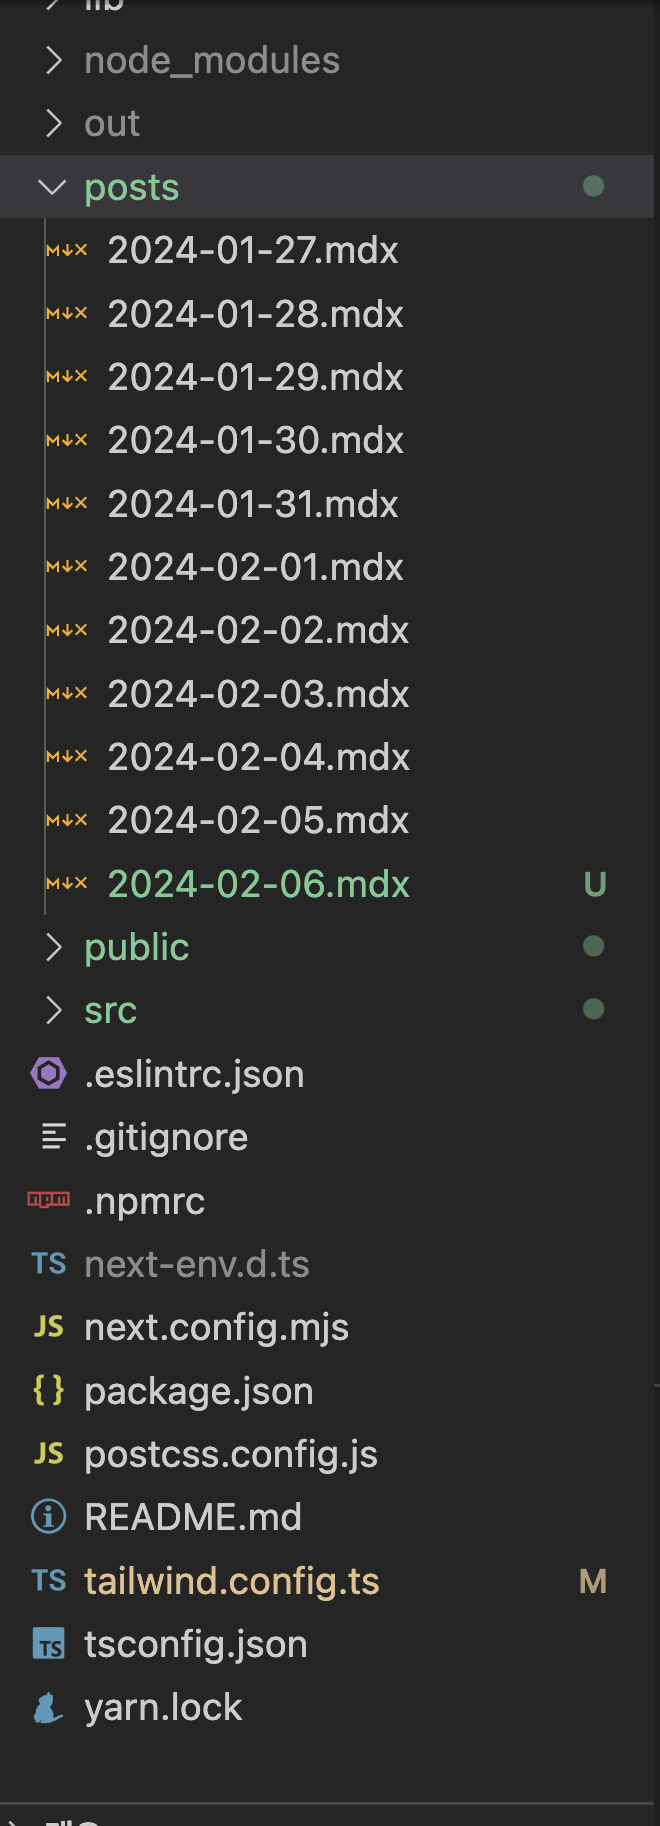 lib
node_modules
out
posts
2024-01-27.mdx
2024-01-28.mdx
2024-01-29.mdx
2024-01-30.mdx
2024-01-31.mdx
2024-02-01.mdx
2024-02-02.mdx
2024-02-03.mdx
2024-02-04.mdx
2024-02-05.mdx
2024-02-06.mdx U
public
src
.eslintrc.json
.gitignore
npm .npmrc
TS next-env.d.ts
JS next.config.mjs
{} package.json
JS postcss.config.js
README.md
TS tailwind.config.ts M
TS tsconfig.json
yarn.lock